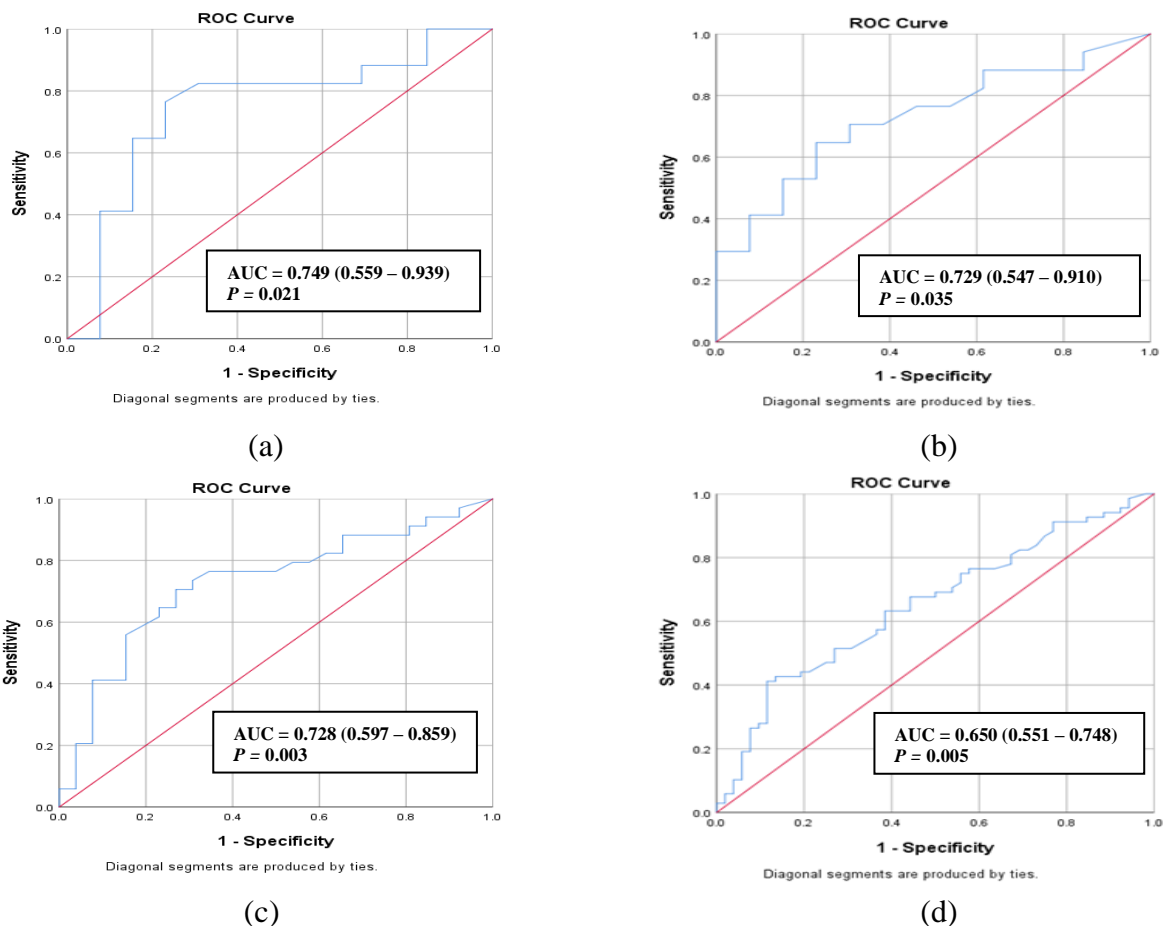 ROC Curve
1.0
0.8
0.6
0.4
0.2
0.0
Sensitivity
AUC = 0.749 (0.559 – 0.939)
P = 0.021
0.0 0.2 0.4 0.6 0.8 1.0
1 - Specificity
Diagonal segments are produced by ties.
(a)
ROC Curve
1.0
0.8
0.6
0.4
0.2
0.0
Sensitivity
AUC = 0.729 (0.547 – 0.910)
P = 0.035
0.0 0.2 0.4 0.6 0.8 1.0
1 - Specificity
Diagonal segments are produced by ties.
(b)
ROC Curve
1.0
0.8
0.6
0.4
0.2
0.0
Sensitivity
AUC = 0.728 (0.597 – 0.859)
P = 0.003
0.0 0.2 0.4 0.6 0.8 1.0
1 - Specificity
Diagonal segments are produced by ties.
(c)
ROC Curve
1.0
0.8
0.6
0.4
0.2
0.0
Sensitivity
AUC = 0.650 (0.551 – 0.748)
P = 0.005
0.0 0.2 0.4 0.6 0.8 1.0
1 - Specificity
Diagonal segments are produced by ties.
(d)